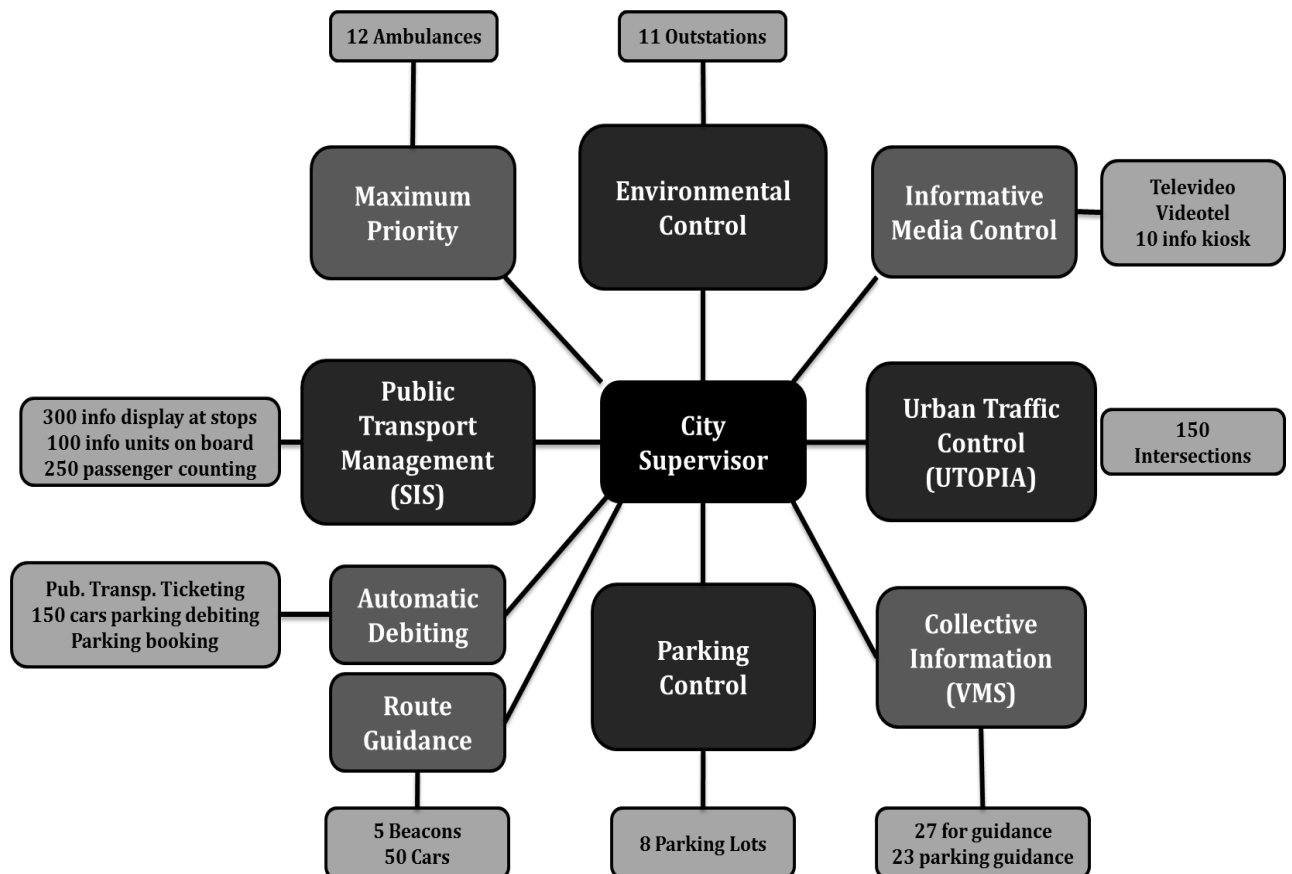 12 Ambulances
11 Outstations
Maximum
Priority
Environmental
Control
Informative
Media Control
Televideo
Videotel
10 info kiosk
300 info display at stops
100 info units on board
250 passenger counting
Public
Transport
Management
(SIS)
City
Supervisor
Urban Traffic
Control
(UTOPIA)
150
Intersections
Pub. Transp. Ticketing
150 cars parking debiting
Parking booking
Automatic
Debiting
Route
Guidance
Parking
Control
Collective
Information
(VMS)
5 Beacons
50 Cars
8 Parking Lots
27 for guidance
23 parking guidance